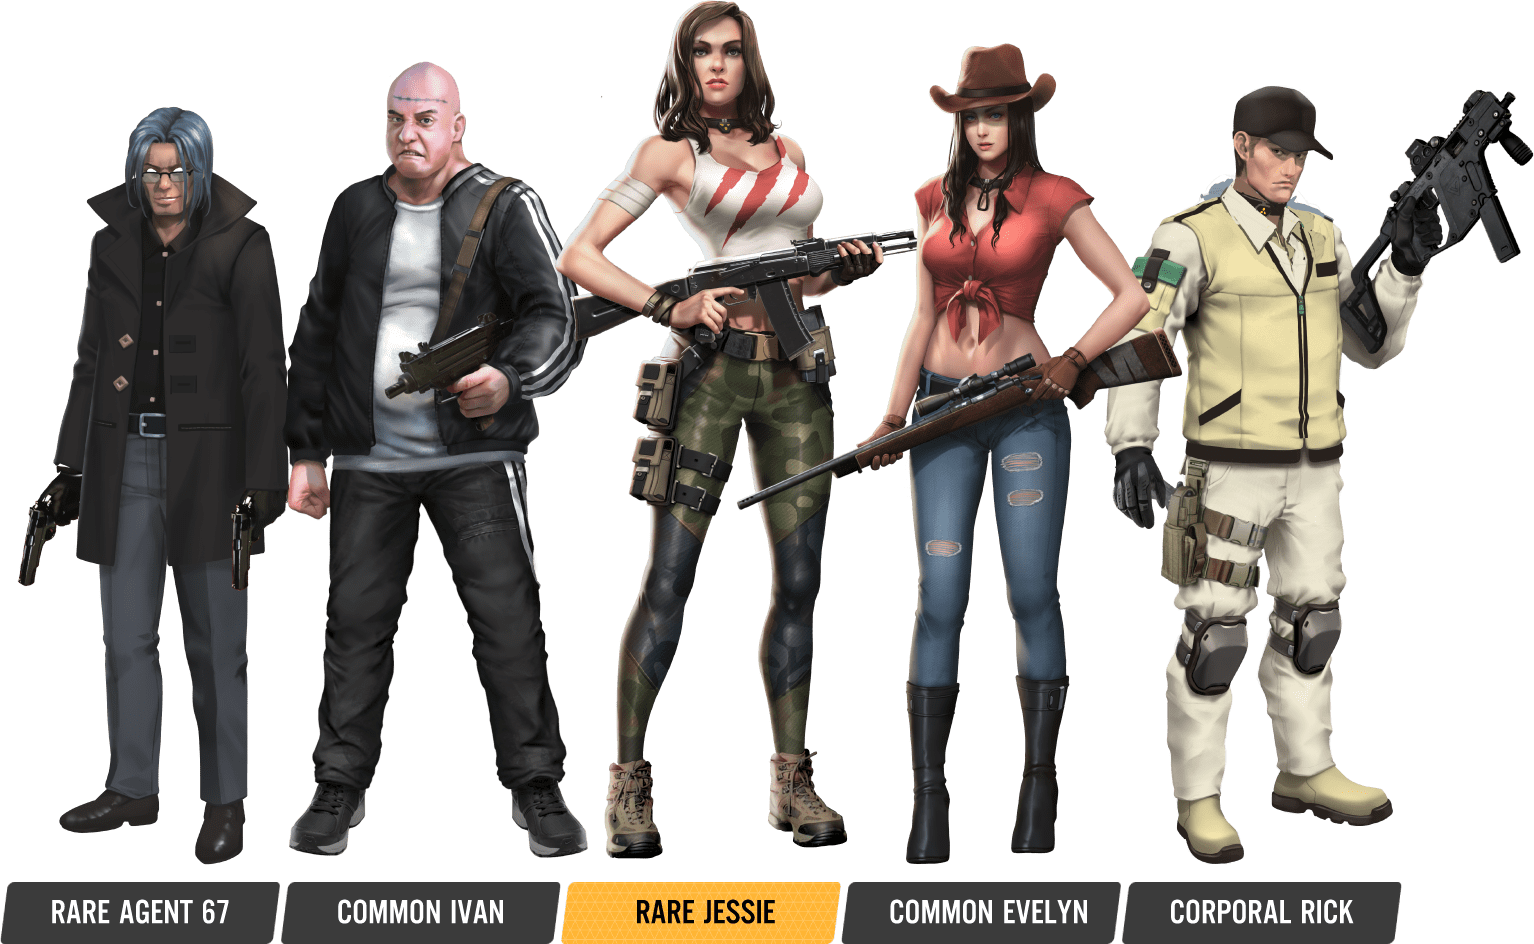 RARE AGENT 67
COMMON IVAN
RARE JESSIE
COMMON EVELYN
CORPORAL RICK